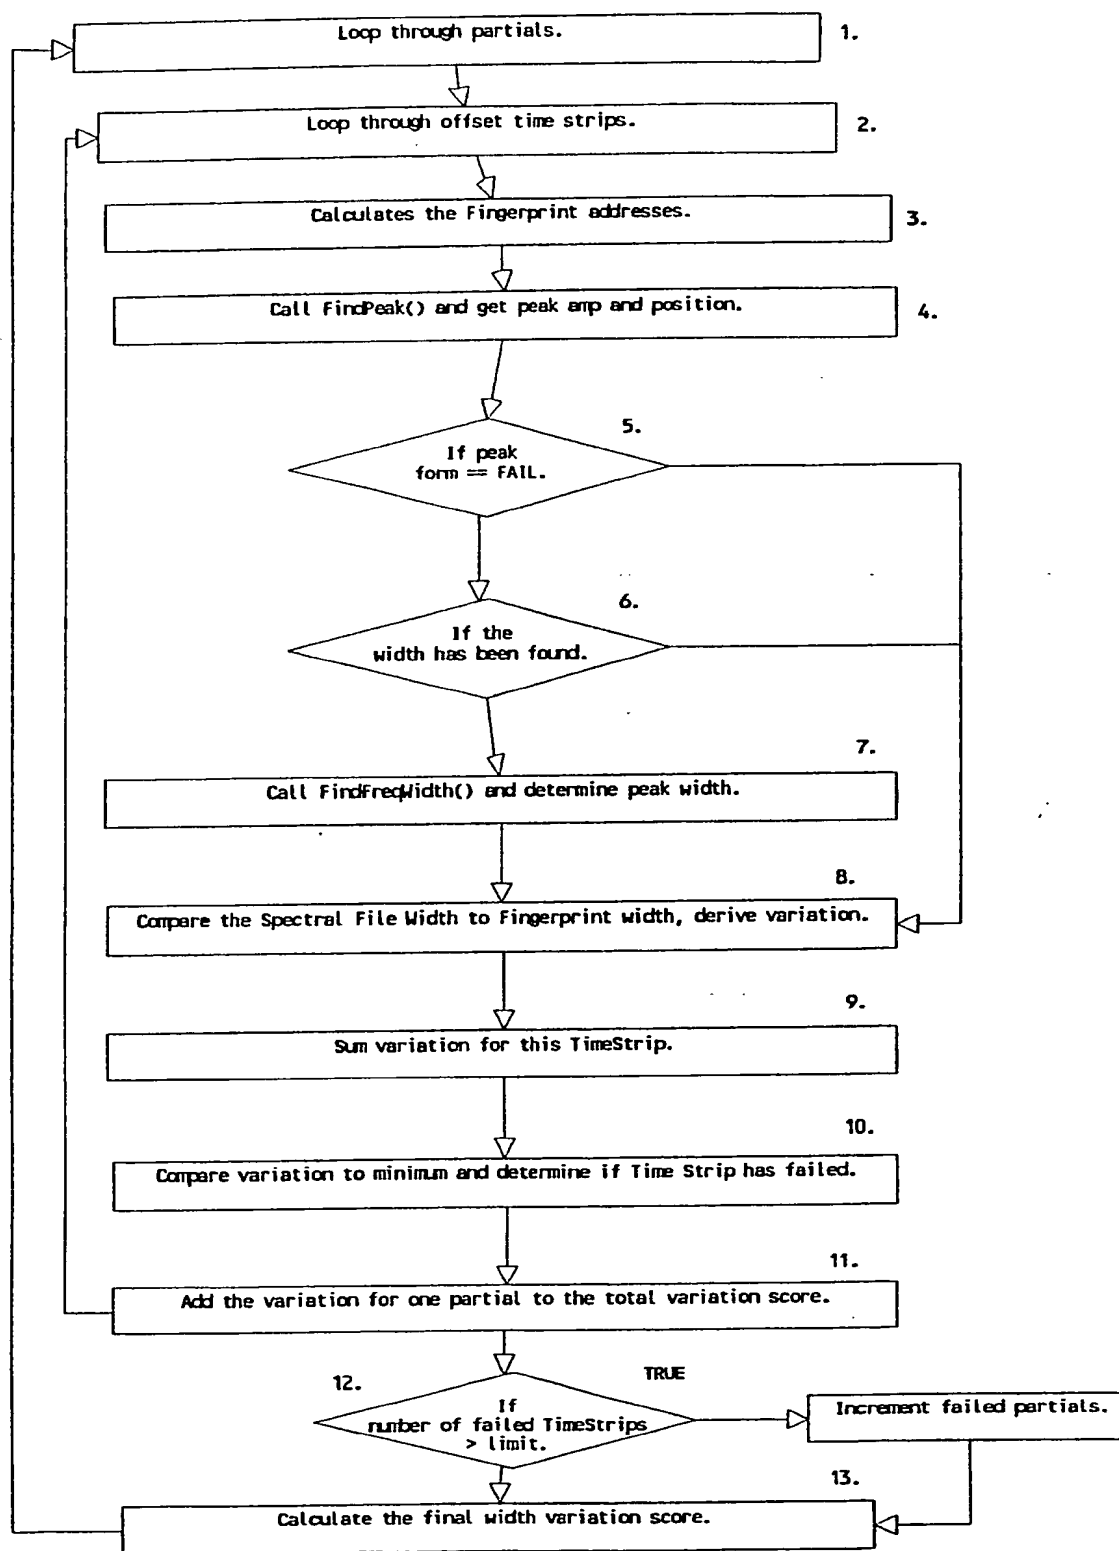 Loop through partials.
1.
Loop through offset time strips.
2.
Calculates the Fingerprint addresses.
3.
Call FindPeak() and get peak amp and position.
4.
5.
If peak
form == FAIL.
6.
If the
width has been found.
7.
Call FindFreqWidth() and determine peak width.
8.
Compare the Spectral File Width to Fingerprint width, derive variation.
9.
Sum variation for this TimeStrip.
10.
Compare variation to minimum and determine if Time Strip has failed.
11.
Add the variation for one partial to the total variation score.
12.
TRUE
If
number of failed TimeStrips
> limit.
Increment failed partials.
13.
Calculate the final width variation score.